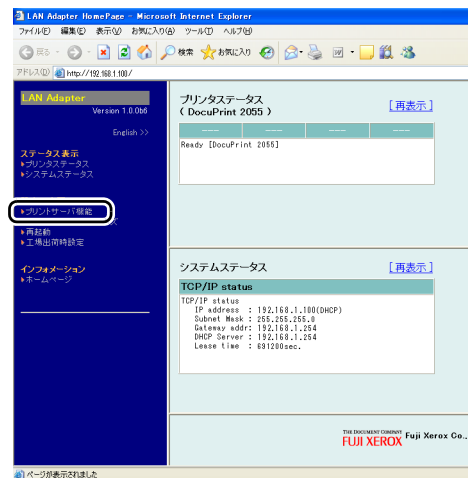 LAN Adapter HomePage - Microsoft Internet Explorer
ファイル(F) 編集(E) 表示(V) お気に入り(A) ツール(T) ヘルプ(H)
戻る 検索 お気に入り
アドレス(D) http://192.168.1.100/
LAN Adapter
Version 1.0.0b6
English >>
ステータス表示
プリンタステータス
システムステータス
プリントサーバ機能
再起動
工場出荷時設定
インフォメーション
ホームページ
プリンタステータス
( DocuPrint 2055 )
[再表示]
--- --- --- ---
Ready [DocuPrint 2055]
システムステータス
[再表示]
TCP/IP status
TCP/IP status
IP address : 192.168.1.100(DHCP)
Subnet Mask : 255.255.255.0
Gateway addr: 192.168.1.254
DHCP Server : 192.168.1.254
Lease time : 691200sec.
THE DOCUMENT COMPANY
FUJI XEROX Fuji Xerox Co.,
ページが表示されました